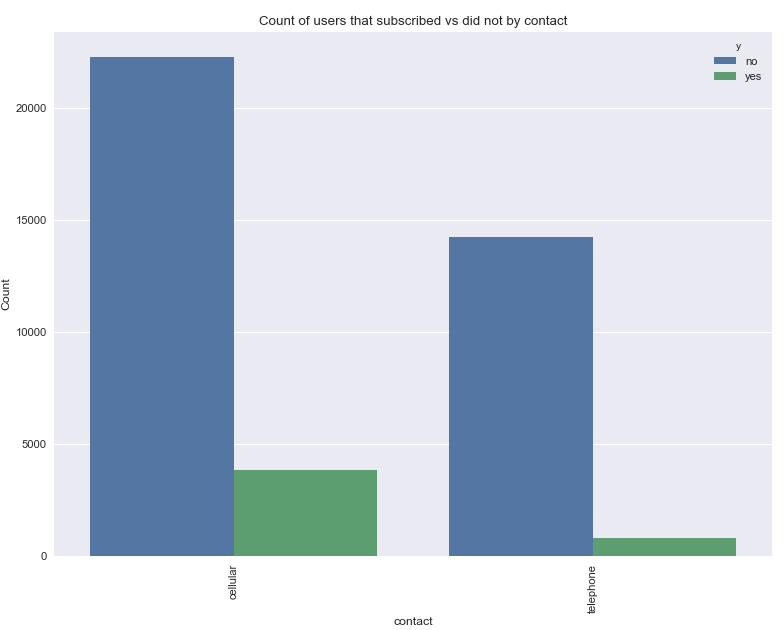 Count of users that subscribed vs did not by contact
y
no
yes
20000
15000
10000
5000
0
Count
cellular
telephone
contact